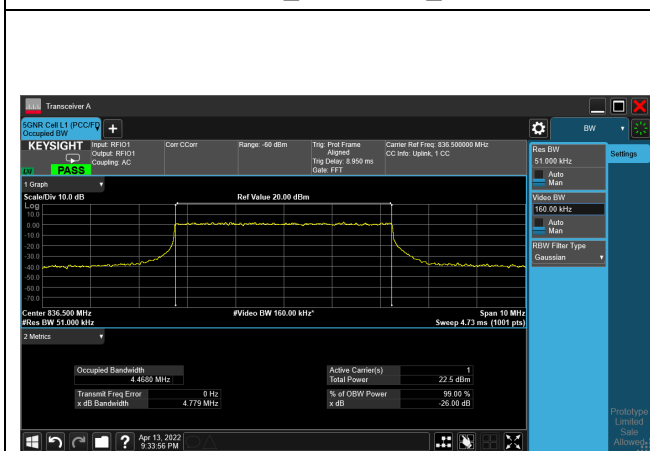 Transceiver A
5GNR Cell L1 (PCC/FD
Occupied BW
BW
KEYSIGHT
Input: RFIO1
Output: RFIO1
Coupling: AC
Corr CCorr
Range: -60 dBm
Trig: Prot Frame
Aligned
Trig Delay: 8.950 ms
Gate: FFT
Carrier Ref Freq: 836.500000 MHz
CC Info: Uplink, 1 CC
PASS
Res BW
51.000 kHz
Auto
Man
Video BW
160.00 kHz
Auto
Man
RBW Filter Type
Gaussian
Settings
1 Graph
Scale/Div 10.0 dB
Ref Value 20.00 dBm
Log
10.0
0.00
-10.0
-20.0
-30.0
-40.0
-50.0
-60.0
-70.0
Center 836.500 MHz
#Video BW 160.00 kHz*
Span 10 MHz
#Res BW 51.000 kHz
Sweep 4.73 ms (1001 pts)
2 Metrics
Occupied Bandwidth
4.4680 MHz
Active Carrier(s) 1
Total Power 22.5 dBm
Transmit Freq Error 0 Hz
x dB Bandwidth 4.779 MHz
% of OBW Power 99.00 %
x dB -26.00 dB
Prototype
Limited
Sale
Allowed
Apr 13, 2022
9:33:56 PM